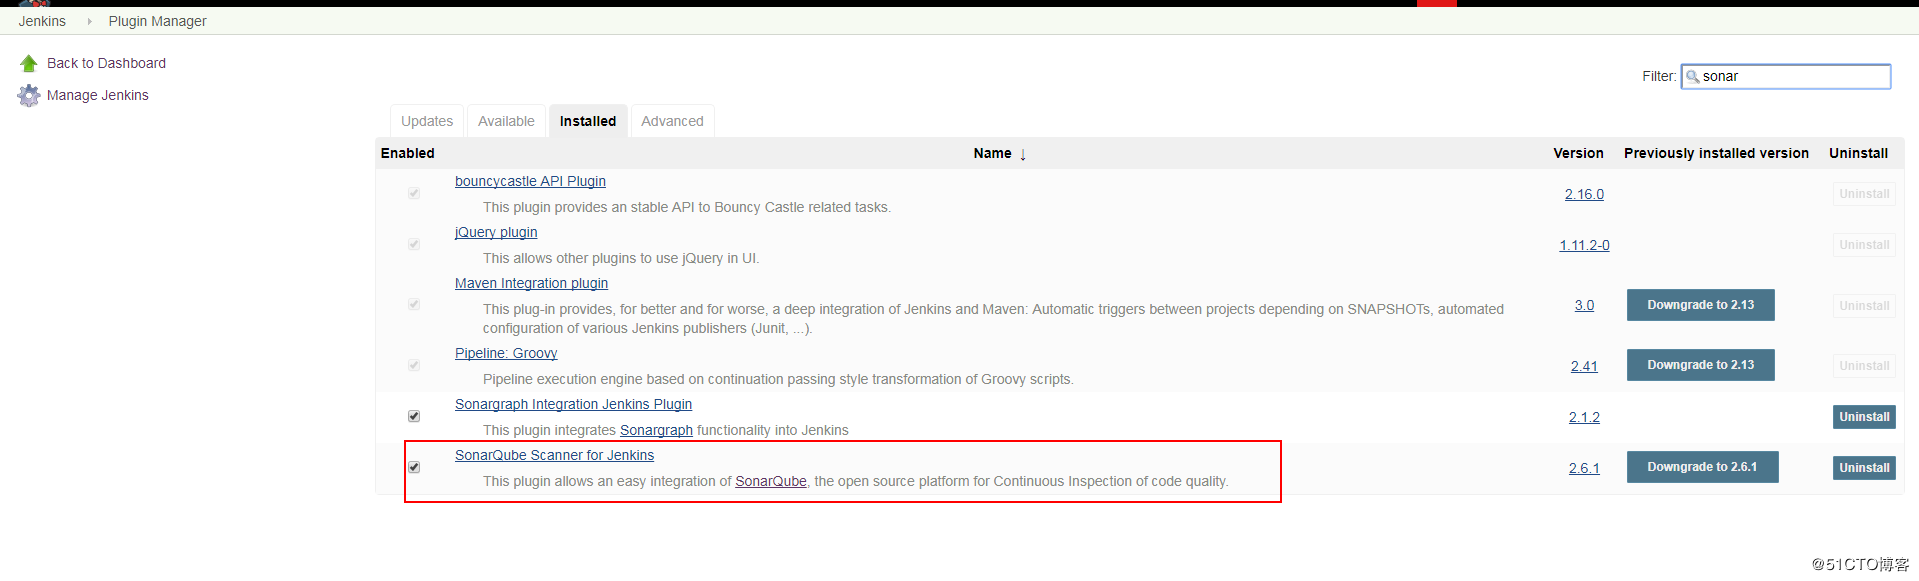 Jenkins Plugin Manager
Back to Dashboard
Manage Jenkins
Filter: sonar
Updates Available Installed Advanced
Enabled Name ↓ Version Previously installed version Uninstall
bouncycastle API Plugin
This plugin provides an stable API to Bouncy Castle related tasks.
2.16.0 Uninstall
jQuery plugin
This allows other plugins to use jQuery in UI.
1.11.2-0 Uninstall
Maven Integration plugin
This plug-in provides, for better and for worse, a deep integration of Jenkins and Maven: Automatic triggers between projects depending on SNAPSHOTs, automated
configuration of various Jenkins publishers (Junit, ...).
3.0 Downgrade to 2.13 Uninstall
Pipeline: Groovy
Pipeline execution engine based on continuation passing style transformation of Groovy scripts.
2.41 Downgrade to 2.13 Uninstall
Sonargraph Integration Jenkins Plugin
This plugin integrates Sonargraph functionality into Jenkins
2.1.2 Uninstall
SonarQube Scanner for Jenkins
This plugin allows an easy integration of SonarQube, the open source platform for Continuous Inspection of code quality.
2.6.1 Downgrade to 2.6.1 Uninstall
@51CTO博客